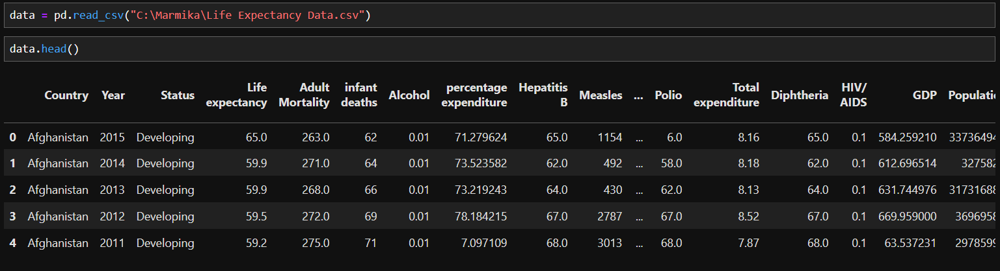 data = pd.read_csv("C:\Marmika\Life Expectancy Data.csv")
data.head()
Country Year Status Life expectancy Adult Mortality infant deaths Alcohol percentage expenditure Hepatitis B Measles ... Polio Total expenditure Diphtheria HIV/AIDS GDP Populatio
0 Afghanistan 2015 Developing 65.0 263.0 62 0.01 71.279624 65.0 1154 ... 6.0 8.16 65.0 0.1 584.259210 33736494
1 Afghanistan 2014 Developing 59.9 271.0 64 0.01 73.523582 62.0 492 ... 58.0 8.18 62.0 0.1 612.696514 327582
2 Afghanistan 2013 Developing 59.9 268.0 66 0.01 73.219243 64.0 430 ... 62.0 8.13 64.0 0.1 631.744976 31731688
3 Afghanistan 2012 Developing 59.5 272.0 69 0.01 78.184215 67.0 2787 ... 67.0 8.52 67.0 0.1 669.959000 3696958
4 Afghanistan 2011 Developing 59.2 275.0 71 0.01 7.097109 68.0 3013 ... 68.0 7.87 68.0 0.1 63.537231 2978599